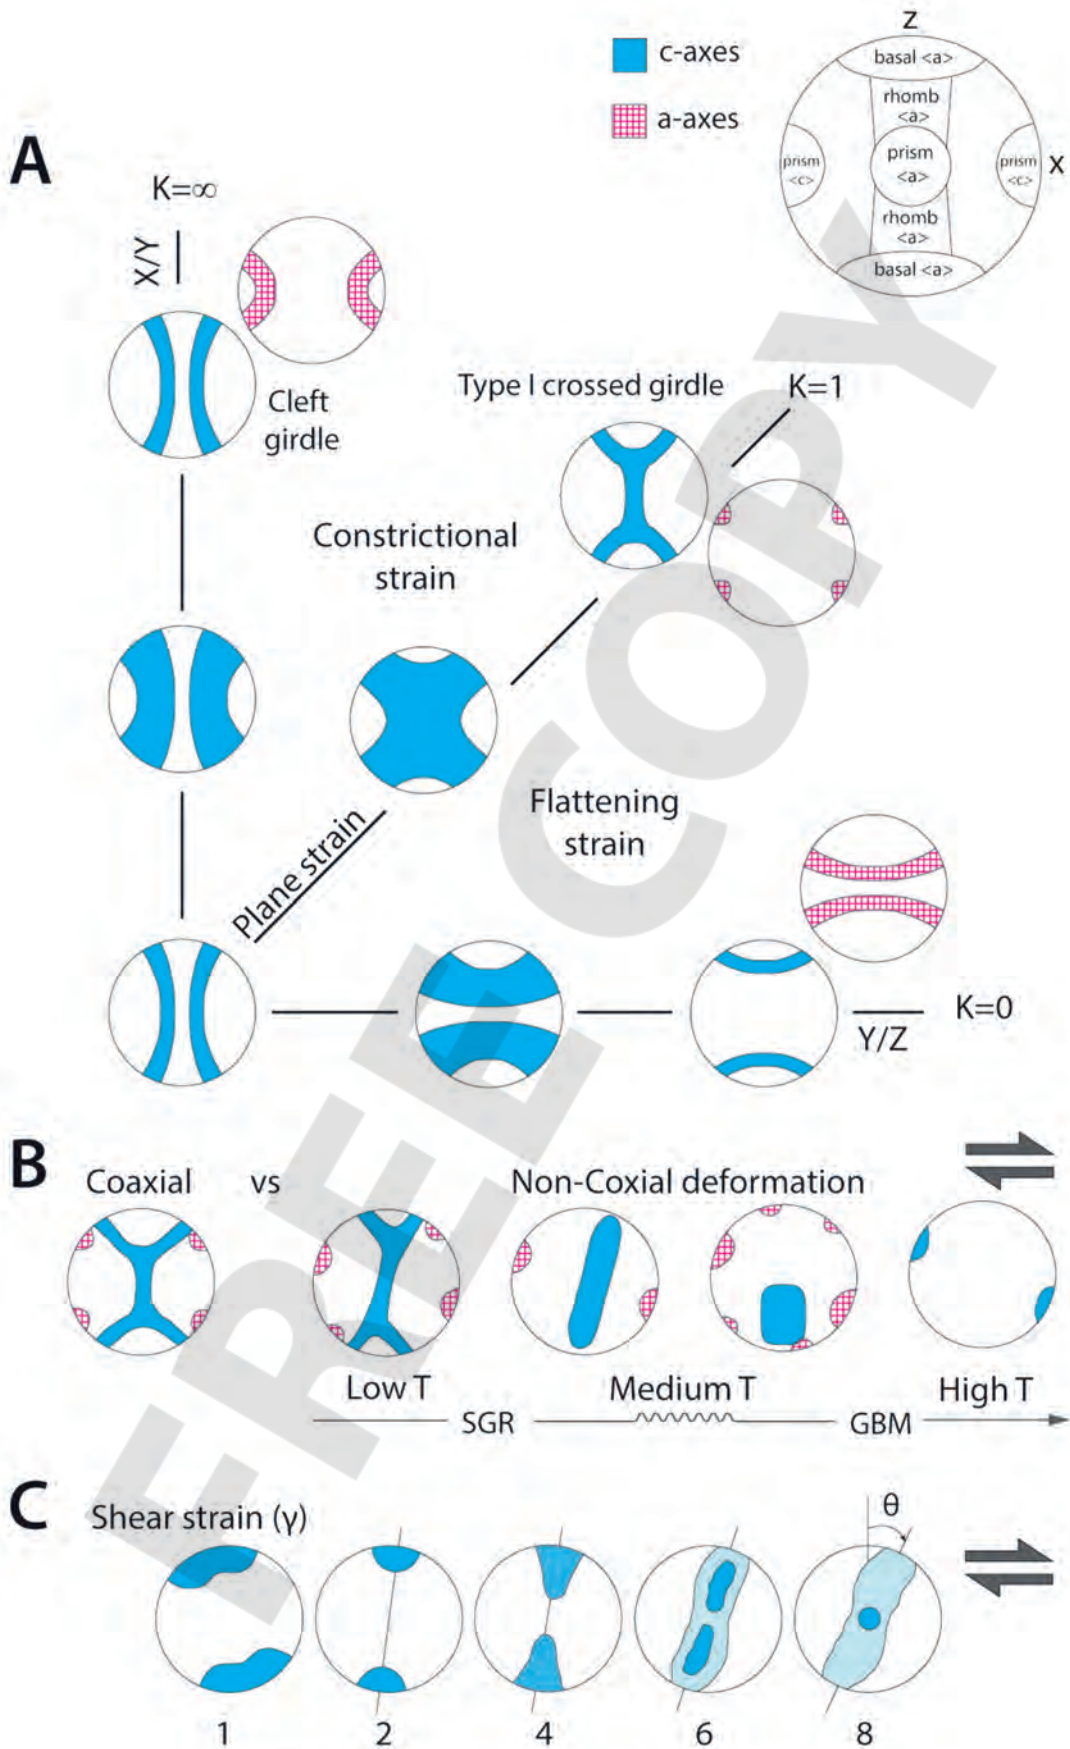 Z
c-axes
basal <a>
rhomb
<a>
a-axes
prism
<c>
prism
<a>
prism
<c>
X
rhomb
<a>
basal <a>
A
K=∞
X/Y
Cleft
girdle
Type I crossed girdle
K=1
Constrictional
strain
Flattening
strain
Plane strain
K=0
Y/Z
B
Coaxial vs Non-Coxial deformation
Low T Medium T High T
SGR GBM
C
Shear strain (γ)
θ
1 2 4 6 8
FREE COPY